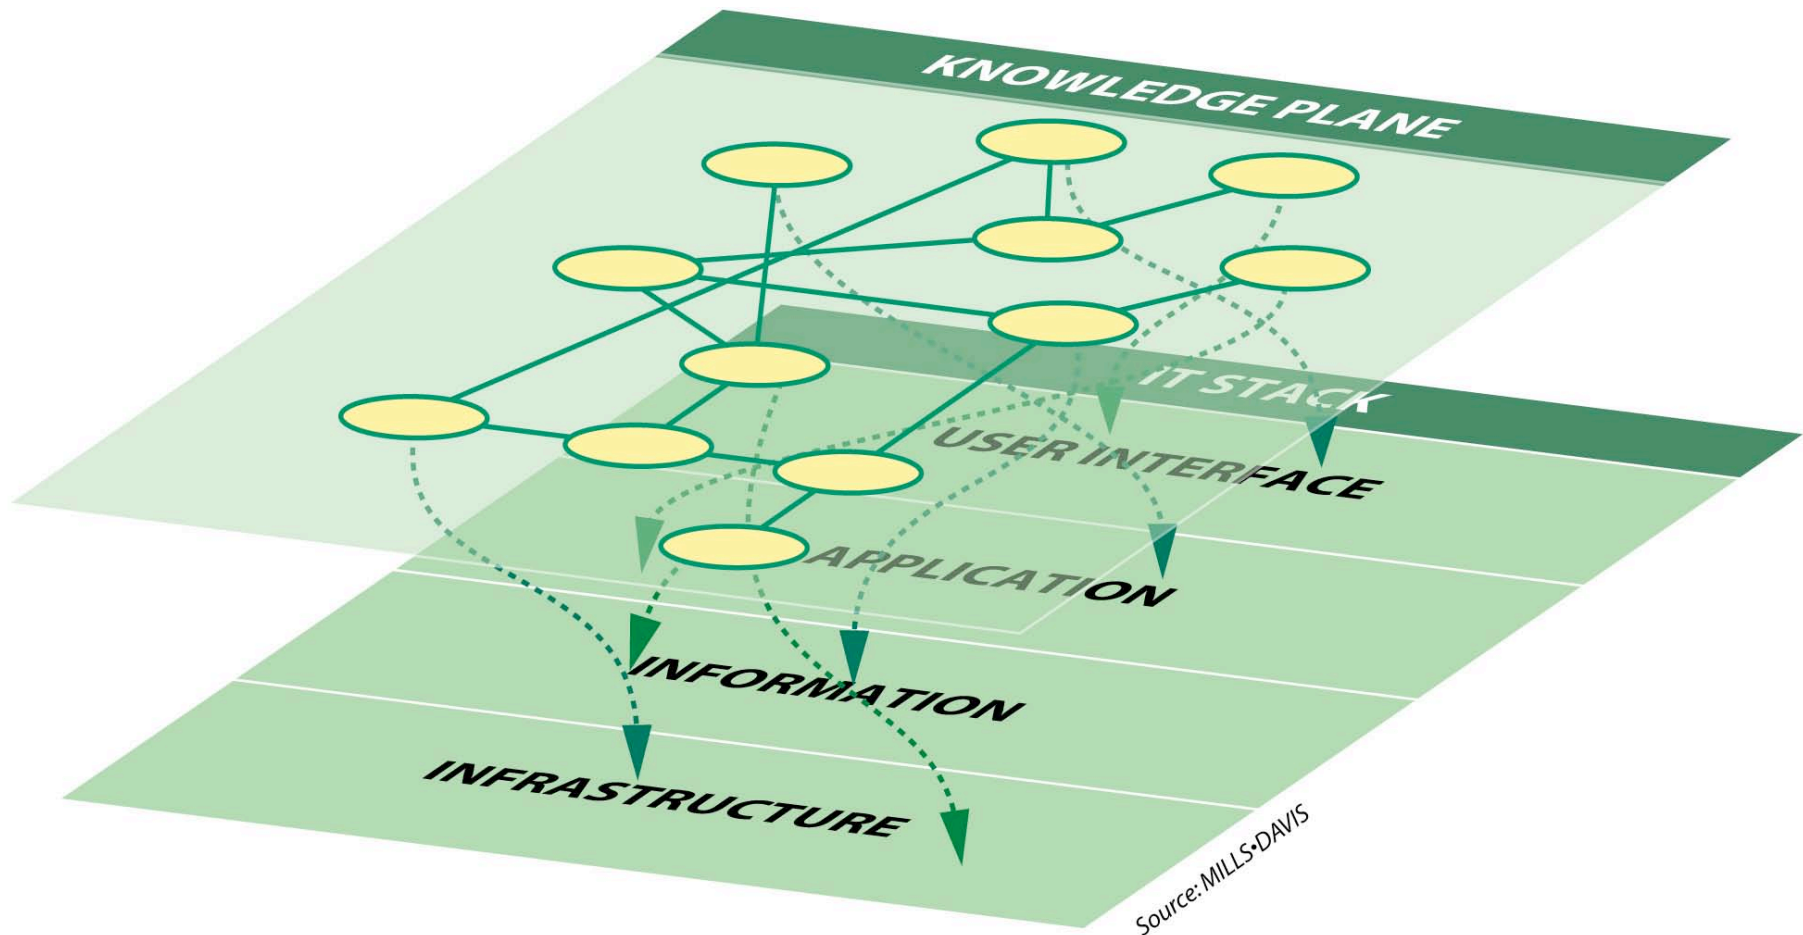 KNOWLEDGE PLANE
IT STACK
USER INTERFACE
APPLICATION
INFORMATION
INFRASTRUCTURE
Source: MILLS•DAVIS